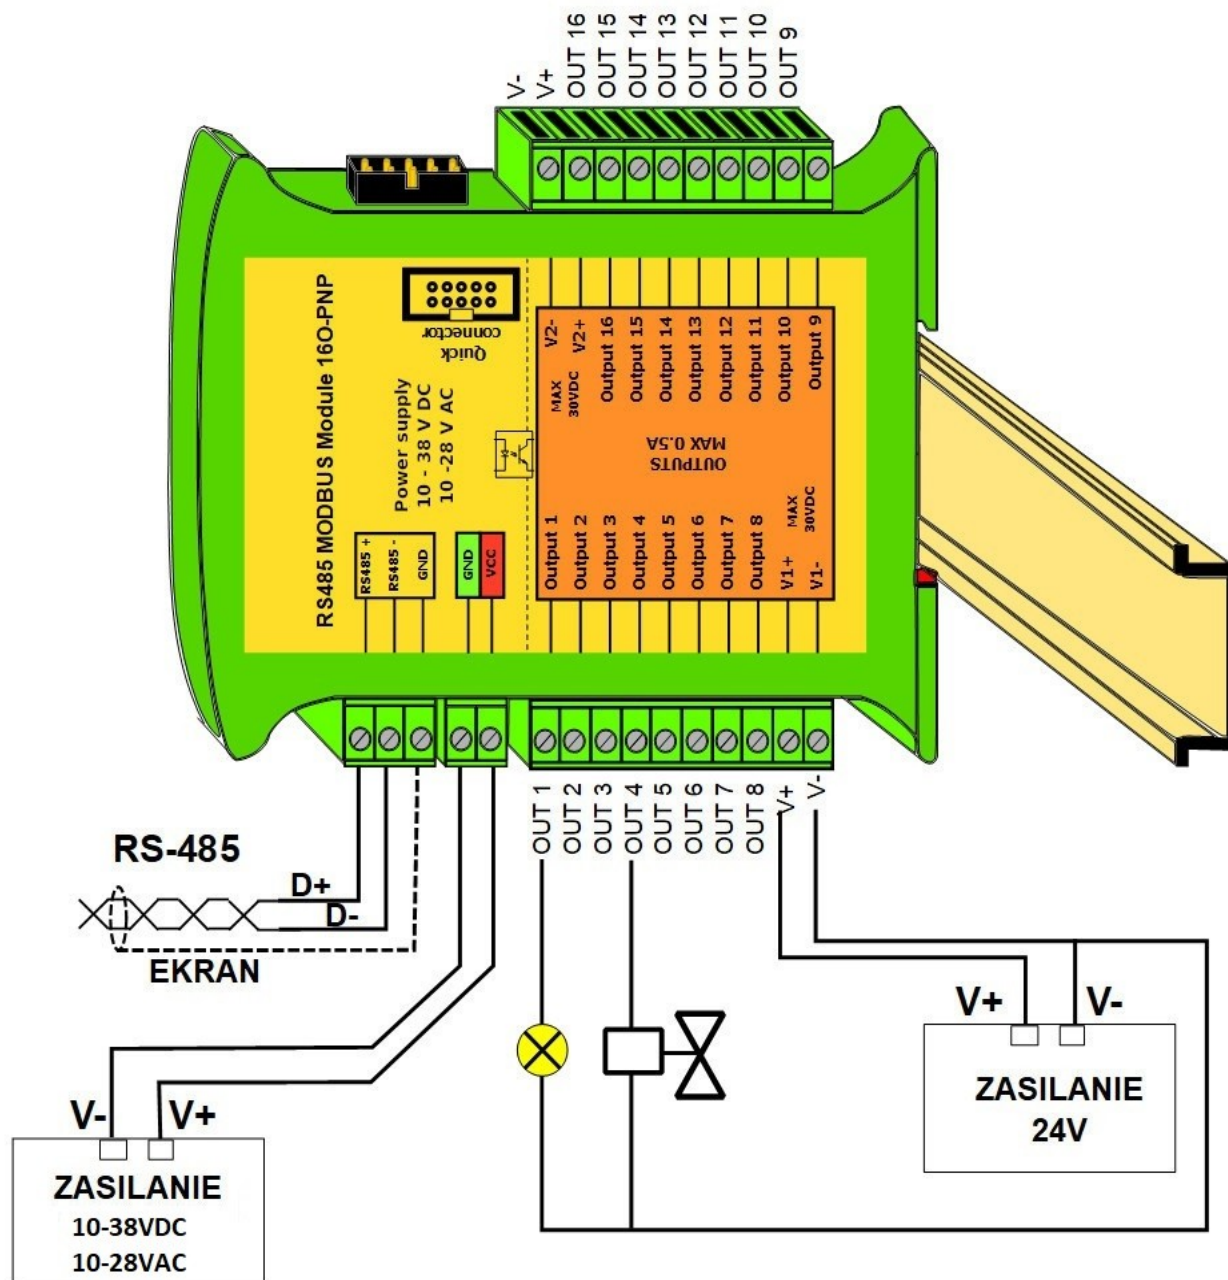 V-
V+
OUT 16
OUT 15
OUT 14
OUT 13
OUT 12
OUT 11
OUT 10
OUT 9
RS485 MODBUS Module 16O-PNP
Quick
connector
Power supply
10 - 38 V DC
10 -28 V AC
V2-
V2+
MAX
30VDC
Output 16
Output 15
Output 14
Output 13
Output 12
Output 11
Output 10
Output 9
OUTPUTS
MAX 0.5A
RS485 +
RS485 -
GND
GND
VCC
Output 1
Output 2
Output 3
Output 4
Output 5
Output 6
Output 7
Output 8
V1+
V1-
MAX
30VDC
OUT 1
OUT 2
OUT 3
OUT 4
OUT 5
OUT 6
OUT 7
OUT 8
V+
V-
RS-485
D+
D-
EKRAN
V- V+
ZASILANIE
10-38VDC
10-28VAC
V+ V-
ZASILANIE
24V